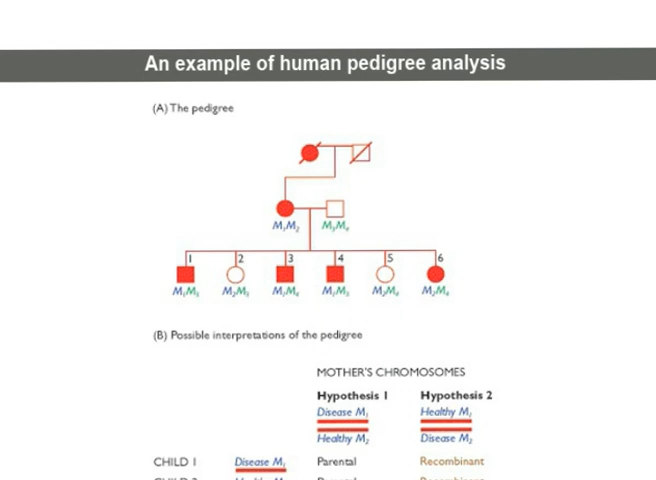 An example of human pedigree analysis
(A) The pedigree
M₁M₂ M₃M₄
1 2 3 4 5 6
M₁M₃ M₂M₃ M₁M₄ M₁M₃ M₂M₄ M₂M₄
(B) Possible interpretations of the pedigree
MOTHER'S CHROMOSOMES
Hypothesis 1 Hypothesis 2
Disease M₁ Healthy M₁
Healthy M₂ Disease M₂
CHILD 1 Disease M₁ Parental Recombinant